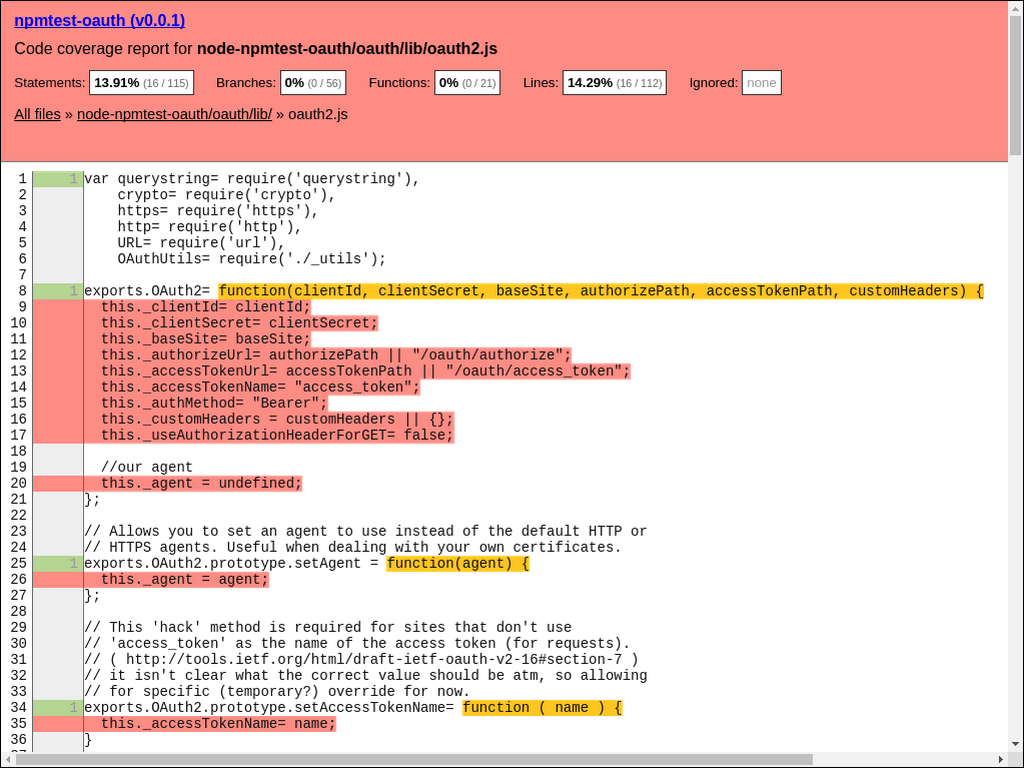 npmtest-oauth (v0.0.1)
Code coverage report for node-npmtest-oauth/oauth/lib/oauth2.js
Statements: 13.91% (16 / 115) Branches: 0% (0 / 56) Functions: 0% (0 / 21) Lines: 14.29% (16 / 112) Ignored: none
All files » node-npmtest-oauth/oauth/lib/ » oauth2.js
1 1 var querystring= require('querystring'),
2 crypto= require('crypto'),
3 https= require('https'),
4 http= require('http'),
5 URL= require('url'),
6 OAuthUtils= require('./_utils');
7
8 1 exports.OAuth2= function(clientId, clientSecret, baseSite, authorizePath, accessTokenPath, customHeaders) {
9 this._clientId= clientId;
10 this._clientSecret= clientSecret;
11 this._baseSite= baseSite;
12 this._authorizeUrl= authorizePath || "/oauth/authorize";
13 this._accessTokenUrl= accessTokenPath || "/oauth/access_token";
14 this._accessTokenName= "access_token";
15 this._authMethod= "Bearer";
16 this._customHeaders = customHeaders || {};
17 this._useAuthorizationHeaderForGET= false;
18
19 //our agent
20 this._agent = undefined;
21 };
22
23 // Allows you to set an agent to use instead of the default HTTP or
24 // HTTPS agents. Useful when dealing with your own certificates.
25 1 exports.OAuth2.prototype.setAgent = function(agent) {
26 this._agent = agent;
27 };
28
29 // This 'hack' method is required for sites that don't use
30 // 'access_token' as the name of the access token (for requests).
31 // ( http://tools.ietf.org/html/draft-ietf-oauth-v2-16#section-7 )
32 // it isn't clear what the correct value should be atm, so allowing
33 // for specific (temporary?) override for now.
34 1 exports.OAuth2.prototype.setAccessTokenName= function ( name ) {
35 this._accessTokenName= name;
36 }